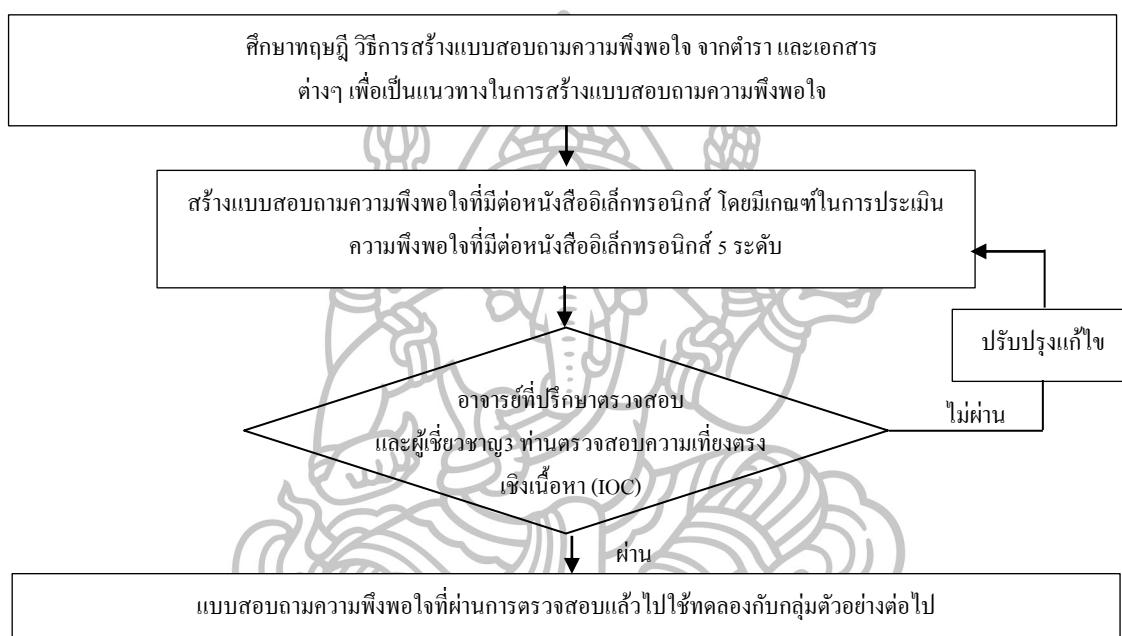 ศึกษาทฤษฎี วิธีการสร้างแบบสอบถามความพึงพอใจ จากตำรา และเอกสาร
ต่างๆ เพื่อเป็นแนวทางในการสร้างแบบสอบถามความพึงพอใจ
สร้างแบบสอบถามความพึงพอใจที่มีต่อหนังสืออิเล็กทรอนิกส์ โดยมีเกณฑ์ในการประเมิน
ความพึงพอใจที่มีต่อหนังสืออิเล็กทรอนิกส์ 5 ระดับ
ปรับปรุงแก้ไข
อาจารย์ที่ปรึกษาตรวจสอบ
และผู้เชี่ยวชาญ3 ท่านตรวจสอบความเที่ยงตรง
เชิงเนื้อหา (IOC)
ไม่ผ่าน
ผ่าน
แบบสอบถามความพึงพอใจที่ผ่านการตรวจสอบแล้วไปใช้ทดลองกับกลุ่มตัวอย่างต่อไป